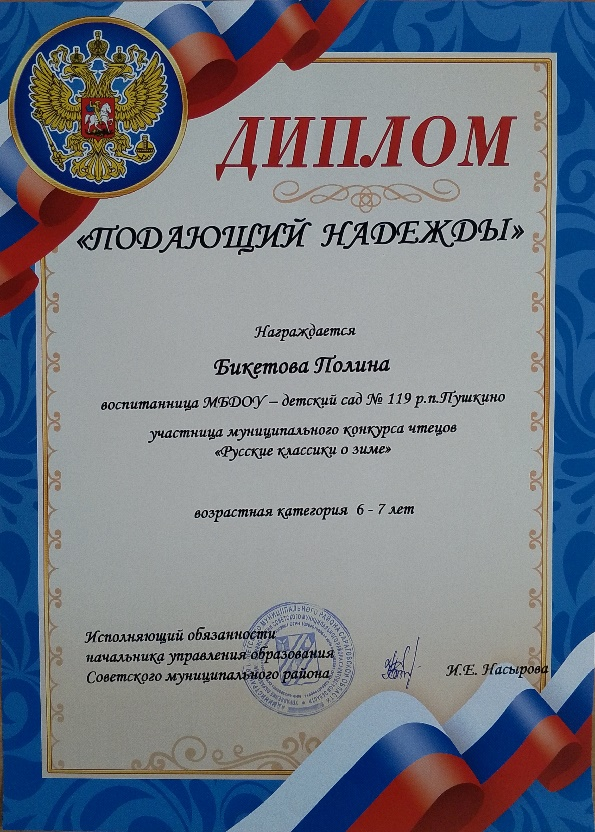 ДИПЛОМ
«ПОДАЮЩИЙ НАДЕЖДЫ»
Награждается
Бикетова Полина
воспитанница МБДОУ – детский сад № 119 р.п.Пушкино
участница муниципального конкурса чтецов
«Русские классики о зиме»
возрастная категория 6 - 7 лет
Исполняющий обязанности
начальника управления образования
Советского муниципального района
И.Е. Насырова